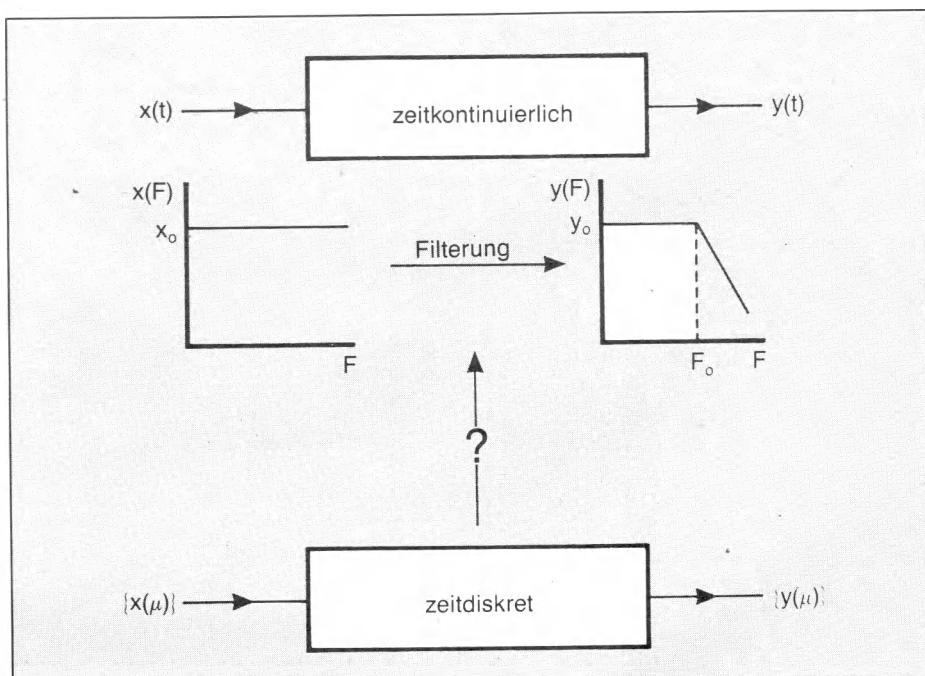 x(t) zeitkontinuierlich y(t)
x(F) y(F)
x₀ y₀
Filterung
F F₀ F
?
{x(μ)} zeitdiskret {y(μ)}